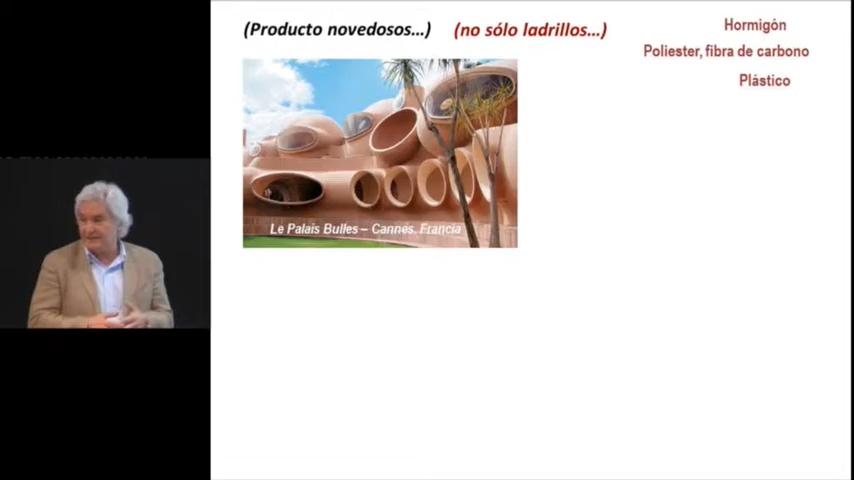 (Producto novedosos...) (no sólo ladrillos...)
Hormigón
Poliester, fibra de carbono
Plástico
Le Palais Bulles – Cannes. Francia